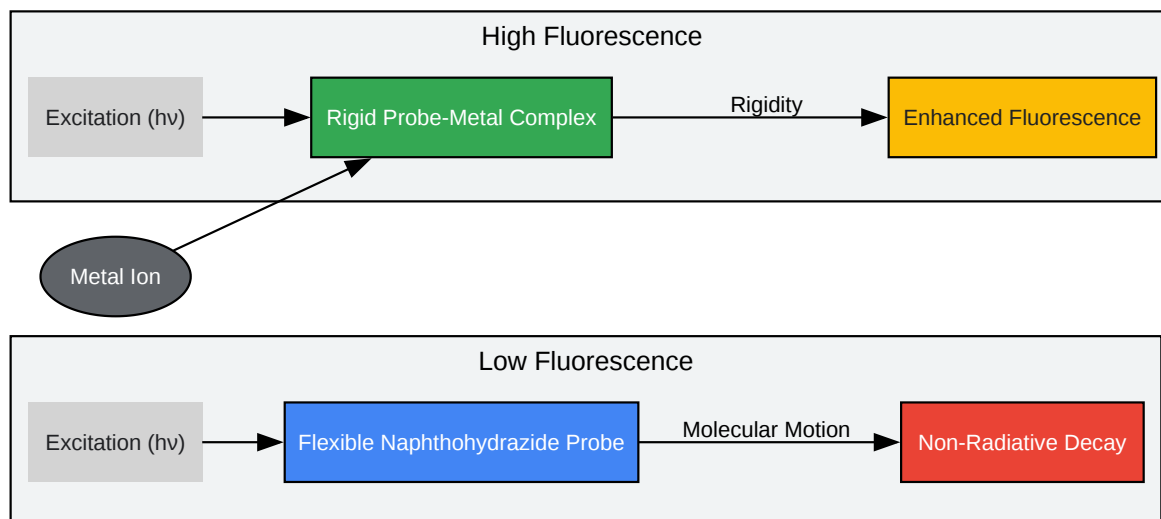 High Fluorescence
Excitation (hν)
Rigid Probe-Metal Complex
Rigidity
Enhanced Fluorescence
Metal Ion
Low Fluorescence
Excitation (hν)
Flexible Naphthohydrazide Probe
Molecular Motion
Non-Radiative Decay